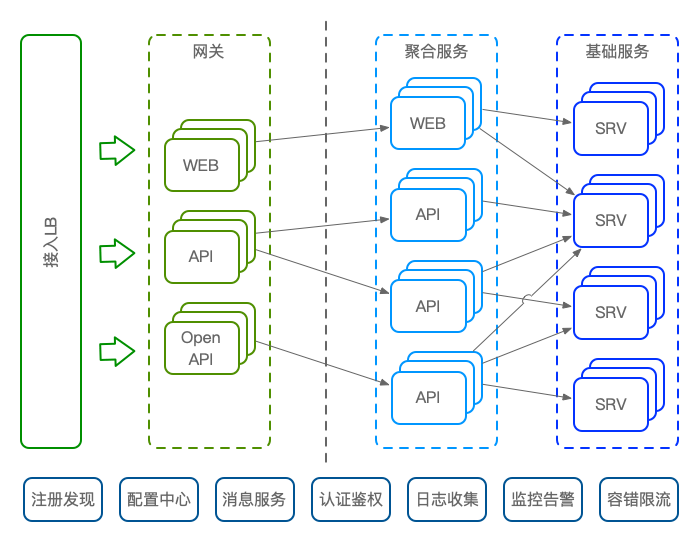 接入LB
网关
WEB
API
Open
API
聚合服务
WEB
API
API
API
基础服务
SRV
SRV
SRV
SRV
注册发现
配置中心
消息服务
认证鉴权
日志收集
监控告警
容错限流